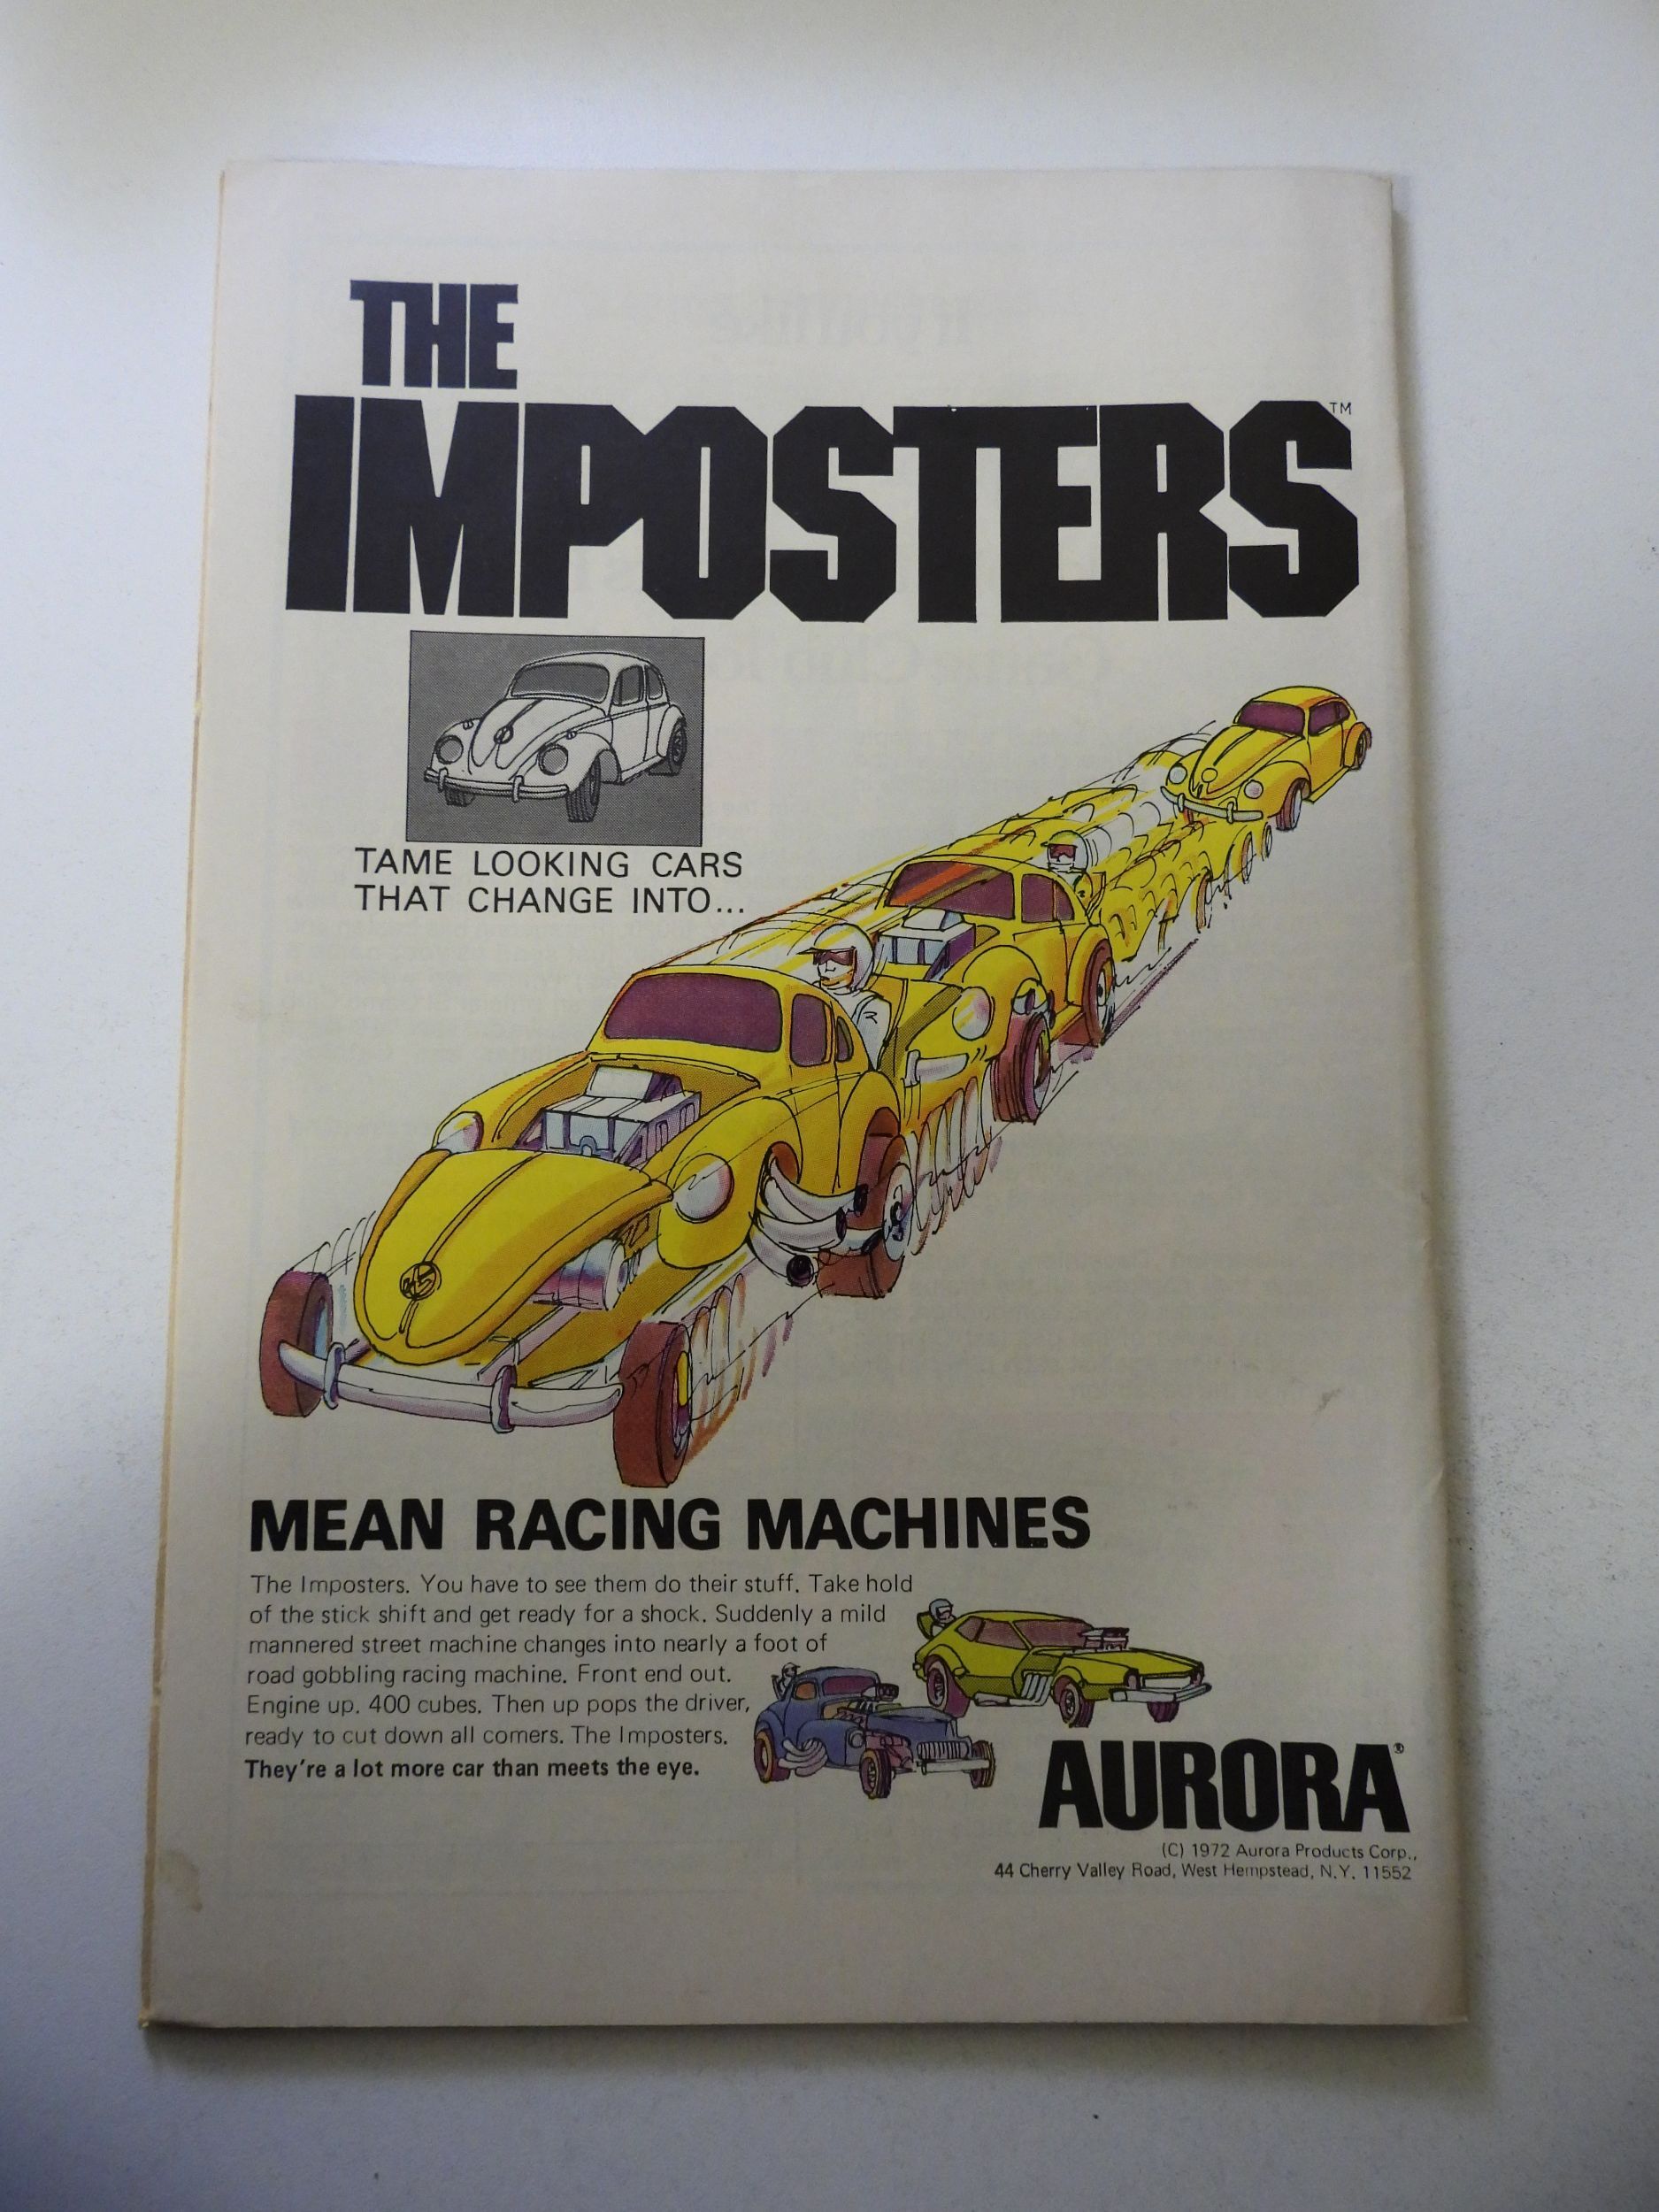 THE
IMPOSTERS™
TAME LOOKING CARS
THAT CHANGE INTO...
MEAN RACING MACHINES
The Imposters. You have to see them do their stuff. Take hold
of the stick shift and get ready for a shock. Suddenly a mild
mannered street machine changes into nearly a foot of
road gobbling racing machine. Front end out.
Engine up. 400 cubes. Then up pops the driver,
ready to cut down all comers. The Imposters.
They're a lot more car than meets the eye.
AURORA®
(C) 1972 Aurora Products Corp.,
44 Cherry Valley Road, West Hempstead, N.Y. 11552